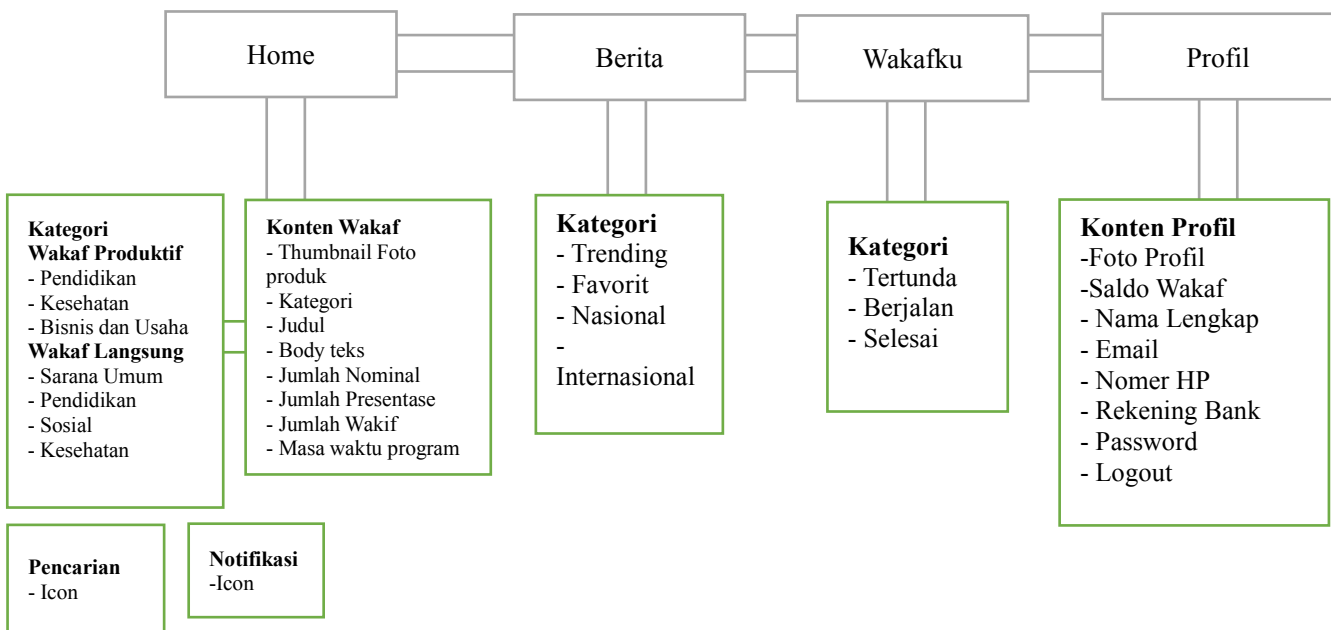 Home
Berita
Wakafku
Profil
Kategori
Wakaf Produktif
- Pendidikan
- Kesehatan
- Bisnis dan Usaha
Wakaf Langsung
- Sarana Umum
- Pendidikan
- Sosial
- Kesehatan
Konten Wakaf
- Thumbnail Foto
produk
- Kategori
- Judul
- Body teks
- Jumlah Nominal
- Jumlah Presentase
- Jumlah Wakif
- Masa waktu program
Kategori
- Trending
- Favorit
- Nasional
-
Internasional
Kategori
- Tertunda
- Berjalan
- Selesai
Konten Profil
-Foto Profil
-Saldo Wakaf
- Nama Lengkap
- Email
- Nomer HP
- Rekening Bank
- Password
- Logout
Pencarian
- Icon
Notifikasi
-Icon